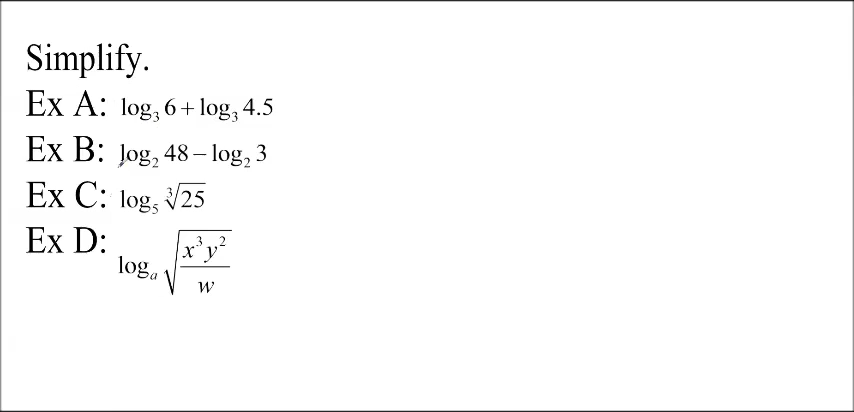 Simplify.
Ex A: log₃ 6 + log₃ 4.5
Ex B: log₂ 48 − log₂ 3
Ex C: log₅ ∛25
Ex D: logₐ √(x³y²/w)